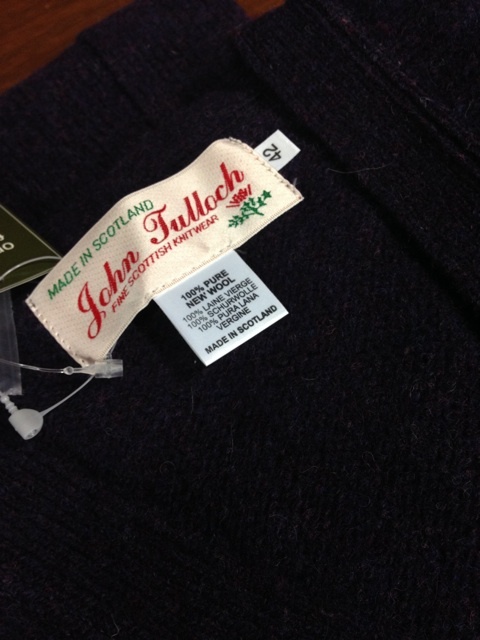 42
MADE IN SCOTLAND
John Tulloch
FINE SCOTTISH KNITWEAR
100% PURE
NEW WOOL
100% LAINE VIERGE
100% SCHURWOLLE
100% PURA LANA
VERGINE
MADE IN SCOTLAND